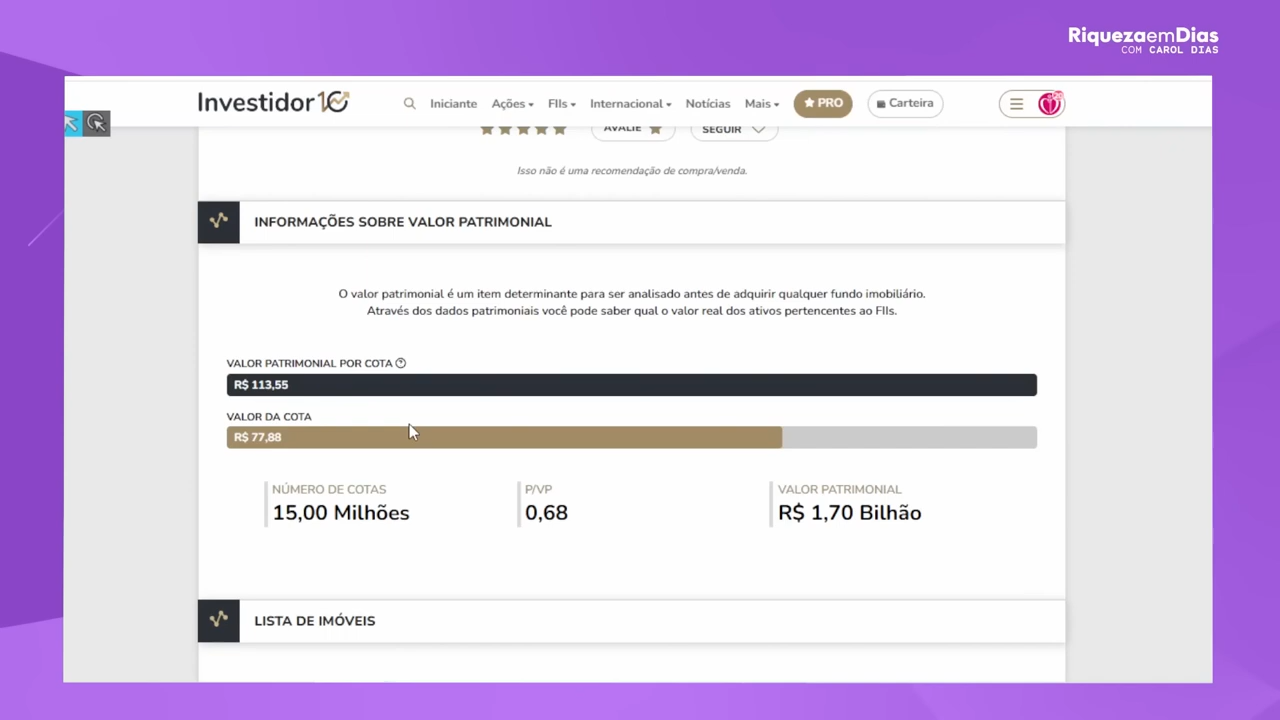 RiquezaemDias
COM CAROL DIAS
Investidor10
Iniciante
Ações
FIIs
Internacional
Notícias
Mais
PRO
Carteira
AVALIE
SEGUIR
Isso não é uma recomendação de compra/venda.
INFORMAÇÕES SOBRE VALOR PATRIMONIAL
O valor patrimonial é um item determinante para ser analisado antes de adquirir qualquer fundo imobiliário.
Através dos dados patrimoniais você pode saber qual o valor real dos ativos pertencentes ao FIIs.
VALOR PATRIMONIAL POR COTA
R$ 113,55
VALOR DA COTA
R$ 77,88
NÚMERO DE COTAS
15,00 Milhões
P/VP
0,68
VALOR PATRIMONIAL
R$ 1,70 Bilhão
LISTA DE IMÓVEIS